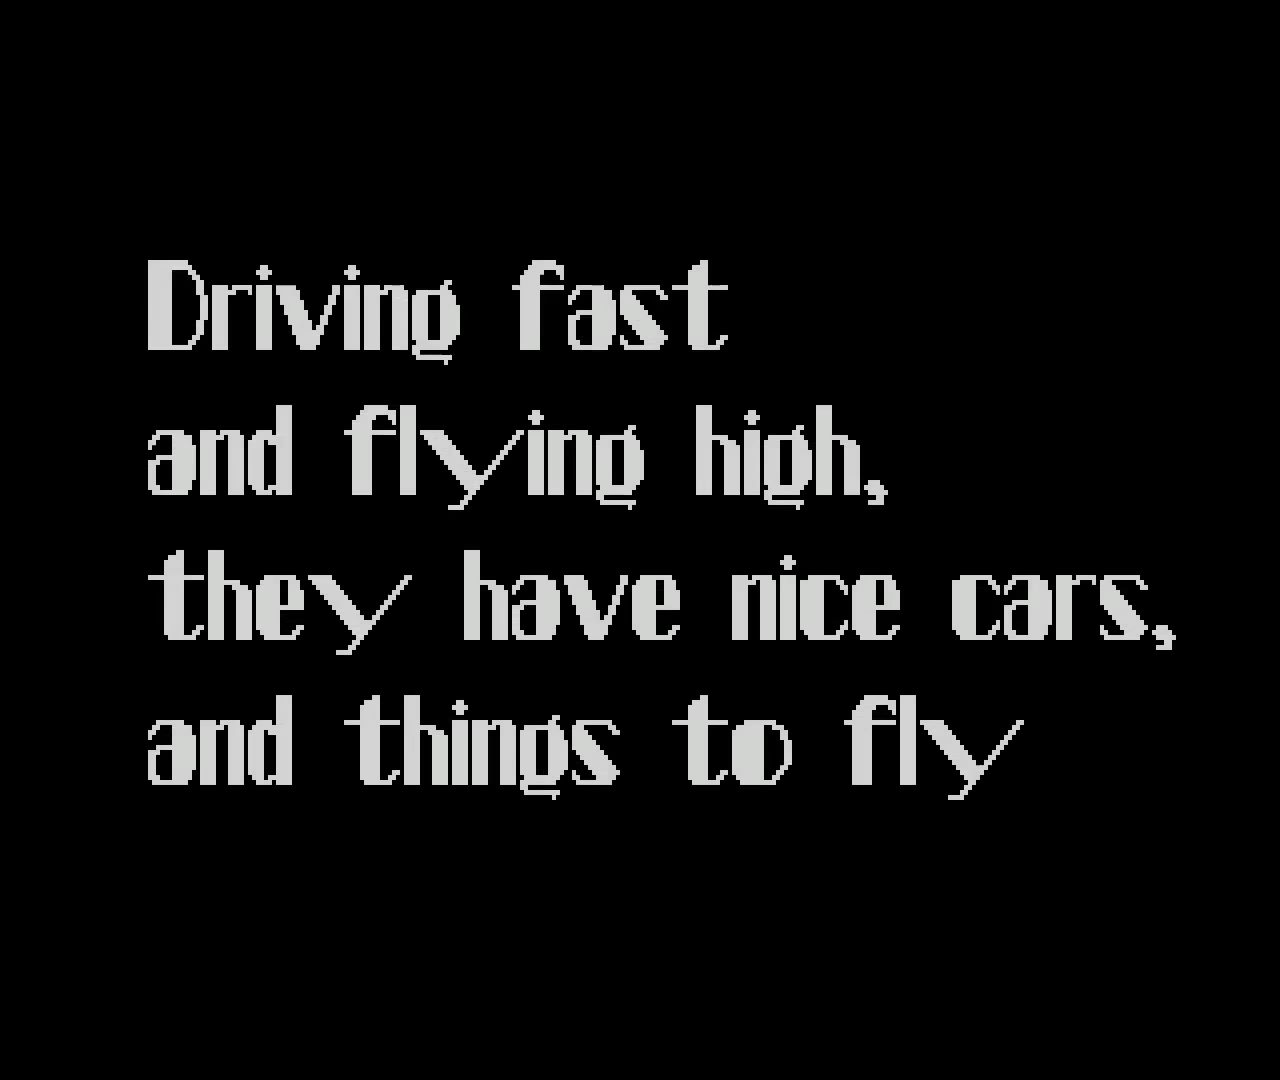 Driving fast
and flying high,
they have nice cars,
and things to fly